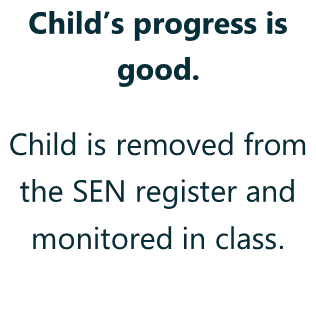 Child’s progress is
good.
Child is removed from
the SEN register and
monitored in class.